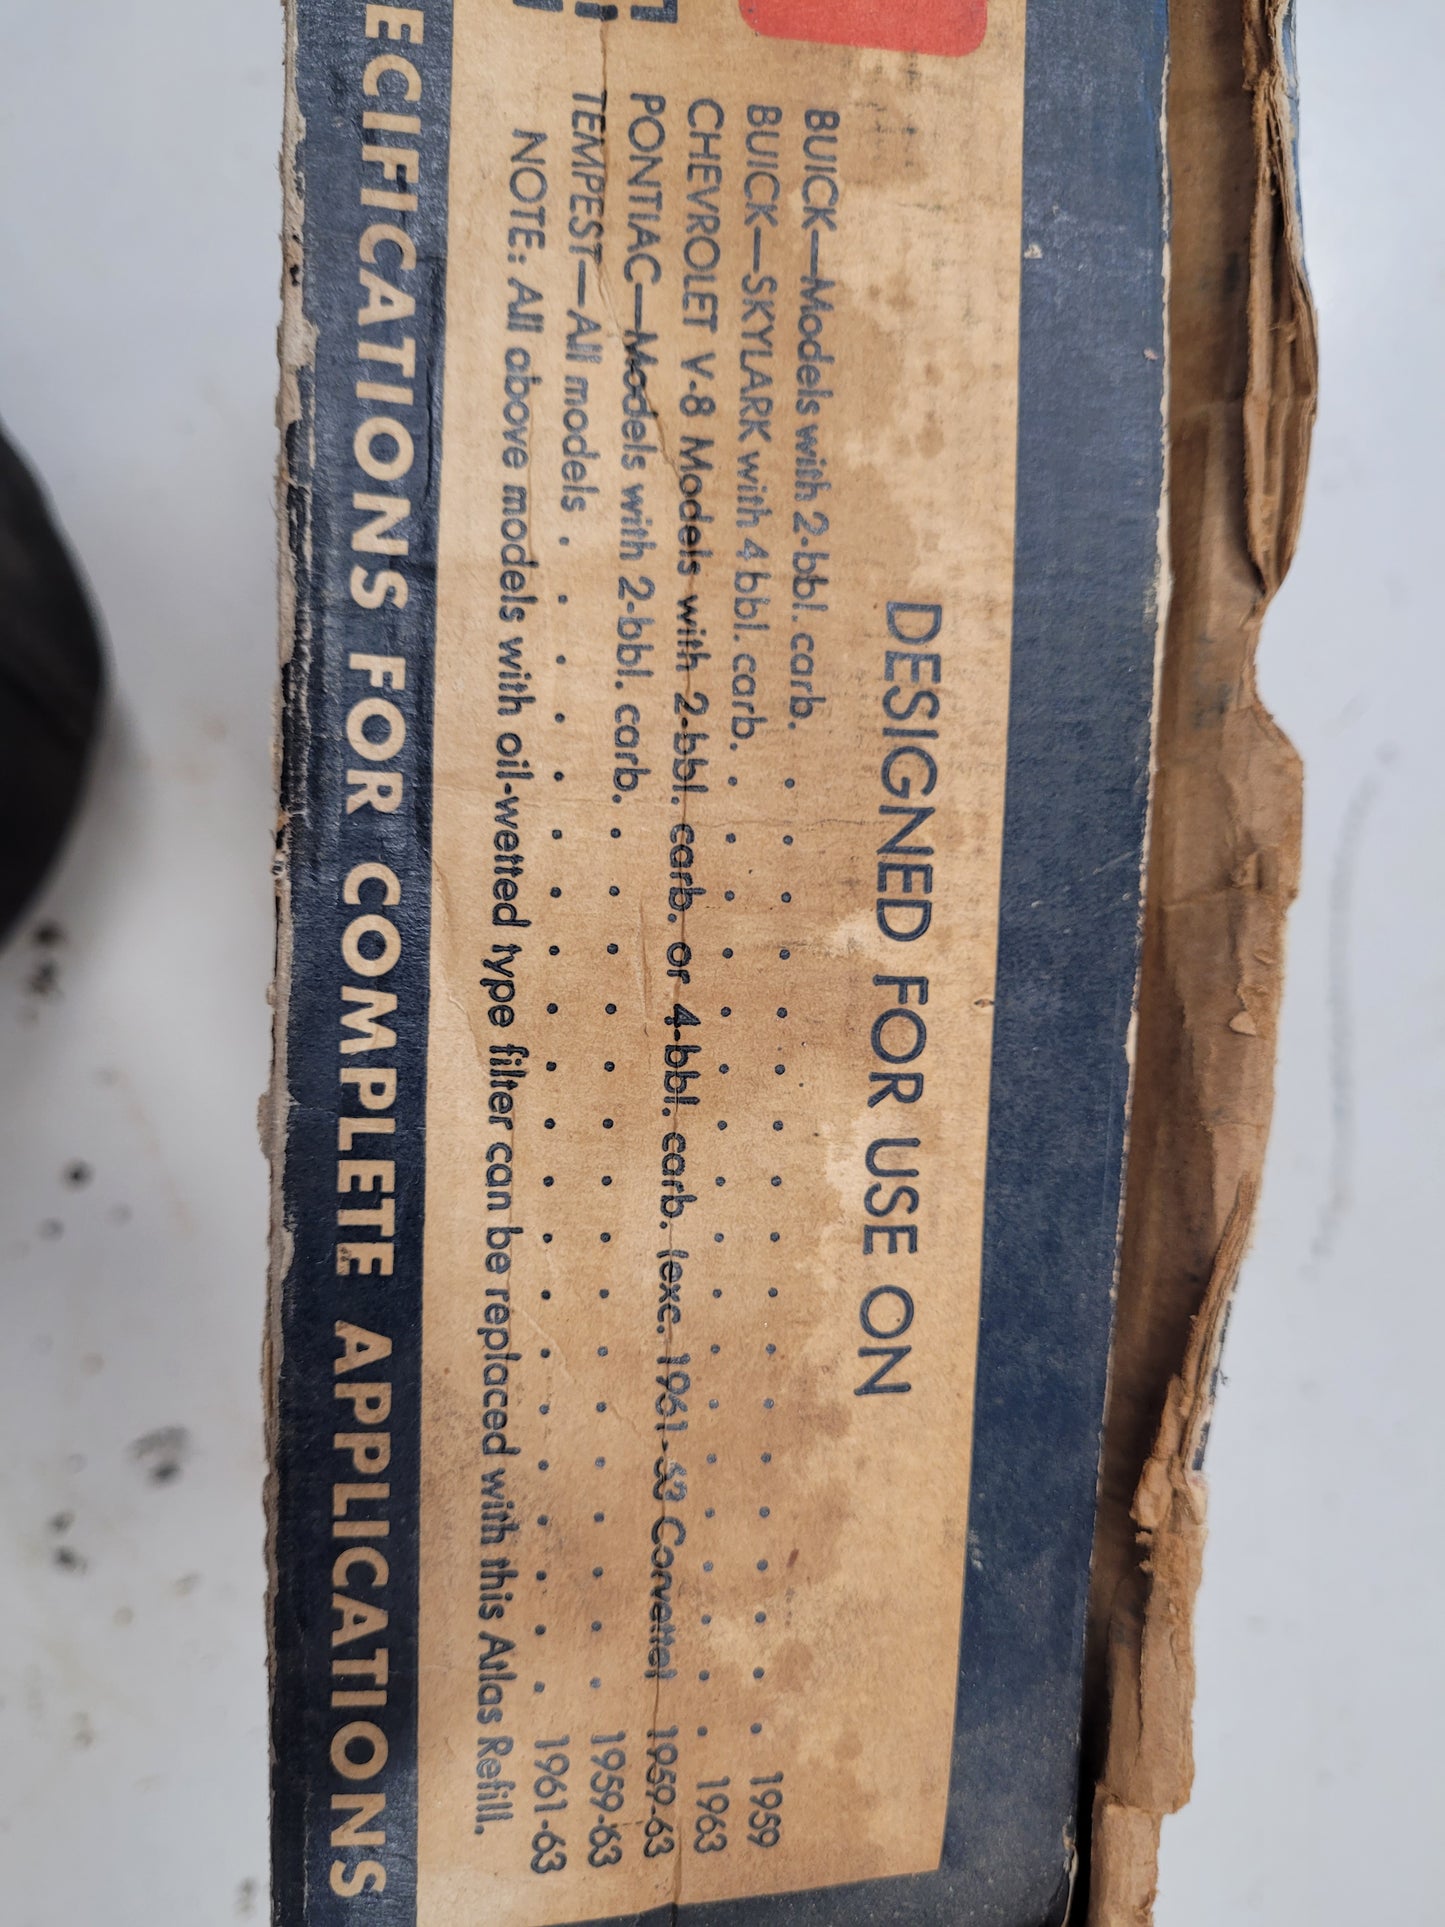 DESIGNED FOR USE ON
BUICK—Models with 2-bbl. carb. . . . . . . . . . . . . . . . . . 1959
BUICK—SKYLARK with 4 bbl. carb. . . . . . . . . . . . . . . . . . 1963
CHEVROLET V-8 Models with 2-bbl. carb. or 4-bbl. carb. (exc. 1961-63 Corvette) 1959-63
PONTIAC—Models with 2-bbl. carb. . . . . . . . . . . . . . . . . 1959-63
TEMPEST—All models . . . . . . . . . . . . . . . . . . . . . 1961-63
NOTE: All above models with oil-wetted type filter can be replaced with this Atlas Refill.
ECIFICATIONS FOR COMPLETE APPLICATIONS